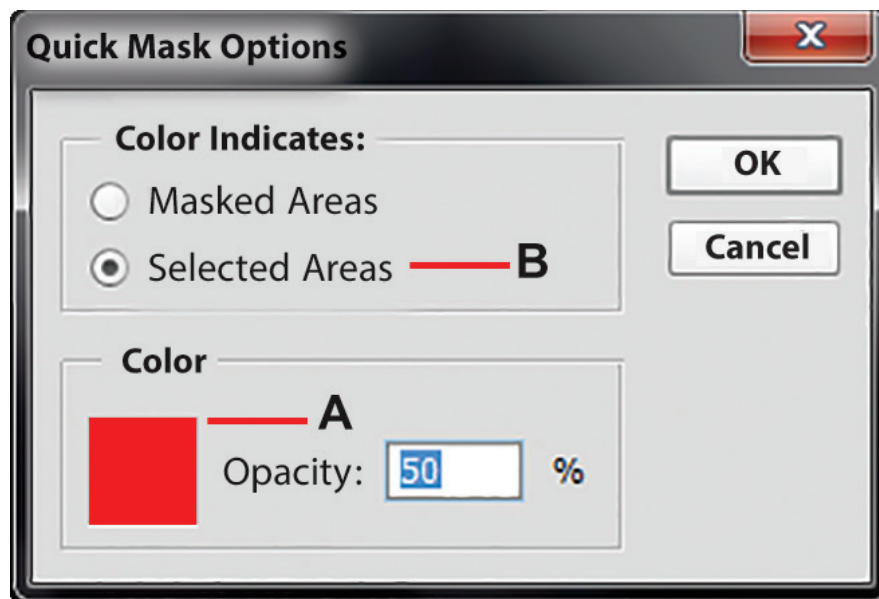 Quick Mask Options
X
Color Indicates:
Masked Areas
Selected Areas B
OK
Cancel
Color
A
Opacity: 50 %